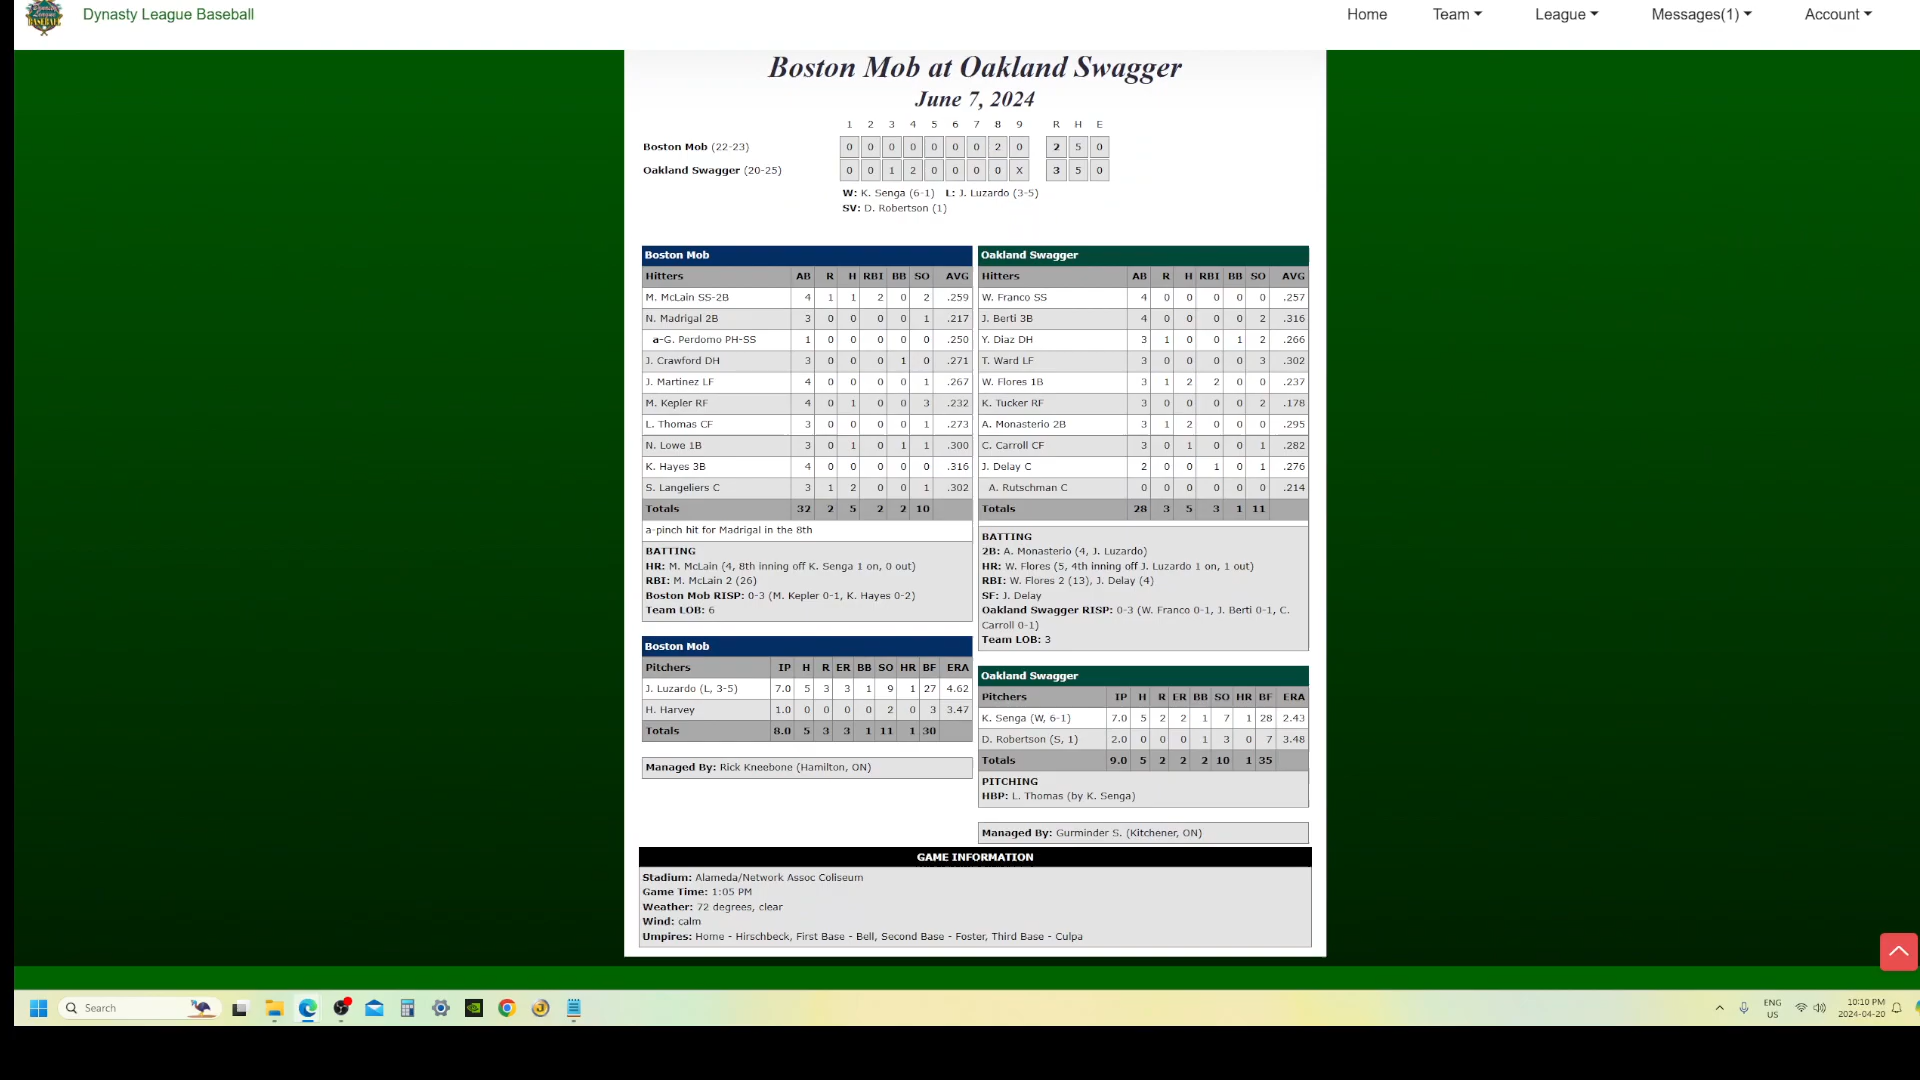 Dynasty League Baseball
Home Team League Messages(1) Account
Boston Mob at Oakland Swagger
June 7, 2024
1 2 3 4 5 6 7 8 9 R H E
Boston Mob (22-23) 0 0 0 0 0 0 0 2 0 2 5 0
Oakland Swagger (20-25) 0 0 1 2 0 0 0 0 X 3 5 0
W: K. Senga (6-1) L: J. Luzardo (3-5)
SV: D. Robertson (1)
Boston Mob
Hitters AB R H RBI BB SO AVG
M. McLain SS-2B 4 1 1 2 0 2 .259
N. Madrigal 2B 3 0 0 0 0 1 .217
a-G. Perdomo PH-SS 1 0 0 0 0 0 .250
J. Crawford DH 3 0 0 0 1 0 .271
J. Martinez LF 4 0 0 0 0 1 .267
M. Kepler RF 4 0 1 0 0 3 .232
L. Thomas CF 3 0 0 0 0 1 .273
N. Lowe 1B 3 0 1 0 1 1 .300
K. Hayes 3B 4 0 0 0 0 0 .316
S. Langeliers C 3 1 2 0 0 1 .302
Totals 32 2 5 2 2 10
a-pinch hit for Madrigal in the 8th
BATTING
HR: M. McLain (4, 8th inning off K. Senga 1 on, 0 out)
RBI: M. McLain 2 (26)
Boston Mob RISP: 0-3 (M. Kepler 0-1, K. Hayes 0-2)
Team LOB: 6
Boston Mob
Pitchers IP H R ER BB SO HR BF ERA
J. Luzardo (L, 3-5) 7.0 5 3 3 1 9 1 27 4.62
H. Harvey 1.0 0 0 0 0 2 0 3 3.47
Totals 8.0 5 3 3 1 11 1 30
Managed By: Rick Kneebone (Hamilton, ON)
Oakland Swagger
Hitters AB R H RBI BB SO AVG
W. Franco SS 4 0 0 0 0 0 .257
J. Berti 3B 4 0 0 0 0 2 .316
Y. Diaz DH 3 1 0 0 1 2 .266
T. Ward LF 3 0 0 0 0 3 .302
W. Flores 1B 3 1 2 2 0 0 .237
K. Tucker RF 3 0 0 0 0 2 .178
A. Monasterio 2B 3 1 2 0 0 0 .295
C. Carroll CF 3 0 1 0 0 1 .282
J. Delay C 2 0 0 1 0 1 .276
A. Rutschman C 0 0 0 0 0 0 .214
Totals 28 3 5 3 1 11
BATTING
2B: A. Monasterio (4, J. Luzardo)
HR: W. Flores (5, 4th inning off J. Luzardo 1 on, 1 out)
RBI: W. Flores 2 (13), J. Delay (4)
SF: J. Delay
Oakland Swagger RISP: 0-3 (W. Franco 0-1, J. Berti 0-1, C.
Carroll 0-1)
Team LOB: 3
Oakland Swagger
Pitchers IP H R ER BB SO HR BF ERA
K. Senga (W, 6-1) 7.0 5 2 2 1 7 1 28 2.43
D. Robertson (S, 1) 2.0 0 0 0 1 3 0 7 3.48
Totals 9.0 5 2 2 2 10 1 35
PITCHING
HBP: L. Thomas (by K. Senga)
Managed By: Gurminder S. (Kitchener, ON)
GAME INFORMATION
Stadium: Alameda/Network Assoc Coliseum
Game Time: 1:05 PM
Weather: 72 degrees, clear
Wind: calm
Umpires: Home - Hirschbeck, First Base - Bell, Second Base - Foster, Third Base - Culpa
Search
ENG
US
10:10 PM
2024-04-20